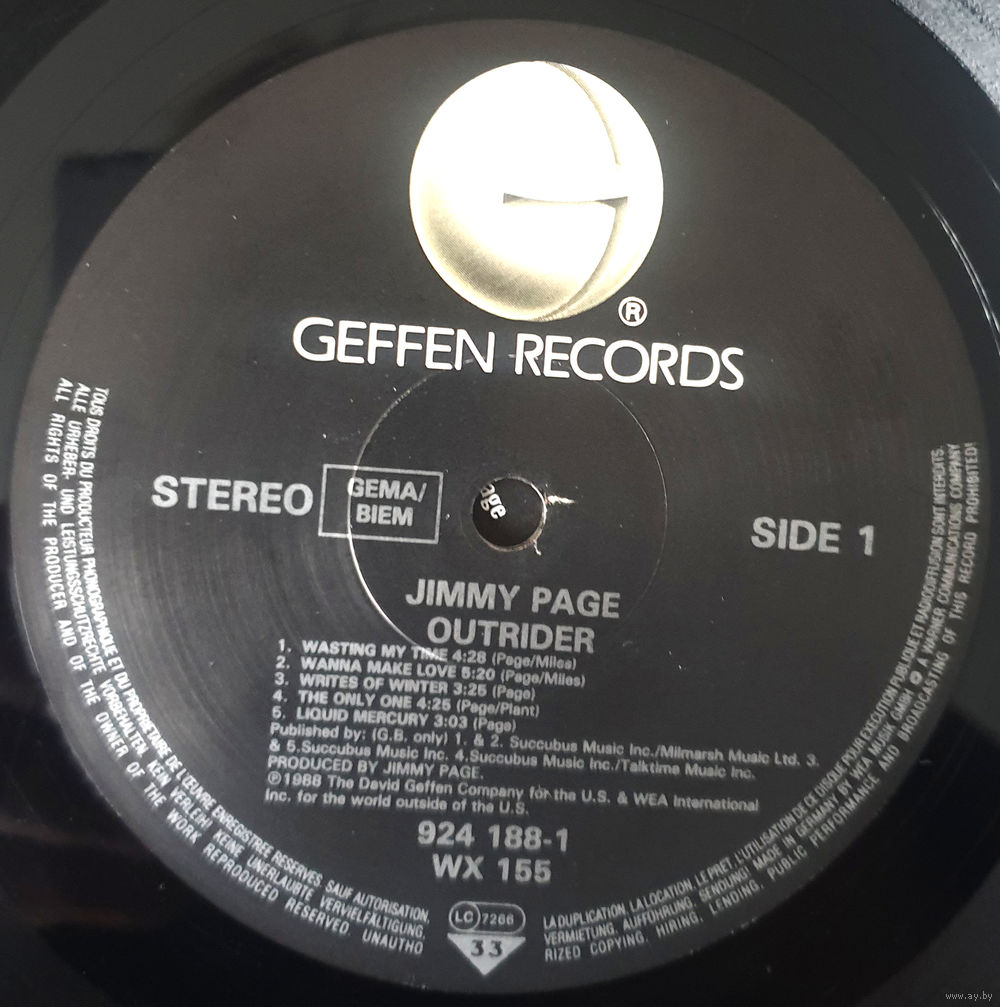 ®
GEFFEN RECORDS
STEREO
GEMA/
BIEM
age
SIDE 1
JIMMY PAGE
OUTRIDER
1. WASTING MY TIME 4:28 (Page/Miles)
2. WANNA MAKE LOVE 5:20 (Page/Miles)
3. WRITES OF WINTER 3:25 (Page)
4. THE ONLY ONE 4:25 (Page/Plant)
5. LIQUID MERCURY 3:03 (Page)
Published by: (G.B. only) 1. & 2. Succubus Music Inc./Milmarsh Music Ltd. 3.
& 5.Succubus Music Inc. 4.Succubus Music Inc./Talktime Music Inc.
PRODUCED BY JIMMY PAGE.
℗1988 The David Geffen Company for the U.S. & WEA International
Inc. for the world outside of the U.S.
924 188-1
WX 155
LC 7266
33
TOUS DROITS DU PRODUCTEUR PHONOGRAPHIQUE ET DU PROPRIETAIRE DE L'ŒUVRE ENREGISTREE RESERVES. SAUF AUTORISATION,
LA DUPLICATION, LA LOCATION, LE PRET, L'UTILISATION DE CE DISQUE POUR EXECUTION PUBLIQUE ET RADIODIFFUSION SONT INTERDITS.
ALLE URHEBER- UND LEISTUNGSSCHUTZRECHTE VORBEHALTEN. KEIN VERLEIH! KEINE UNERLAUBTE VERVIELFÄLTIGUNG,
VERMIETUNG, AUFFÜHRUNG, SENDUNG! MADE IN GERMANY BY WEA MUSIK GMBH A WARNER COMMUNICATIONS COMPANY
ALL RIGHTS OF THE PRODUCER AND OF THE OWNER OF THE WORK REPRODUCED RESERVED UNAUTHO
RIZED COPYING, HIRING, LENDING, PUBLIC PERFORMANCE AND BROADCASTING OF THIS RECORD PROHIBITED!
www.ay.by